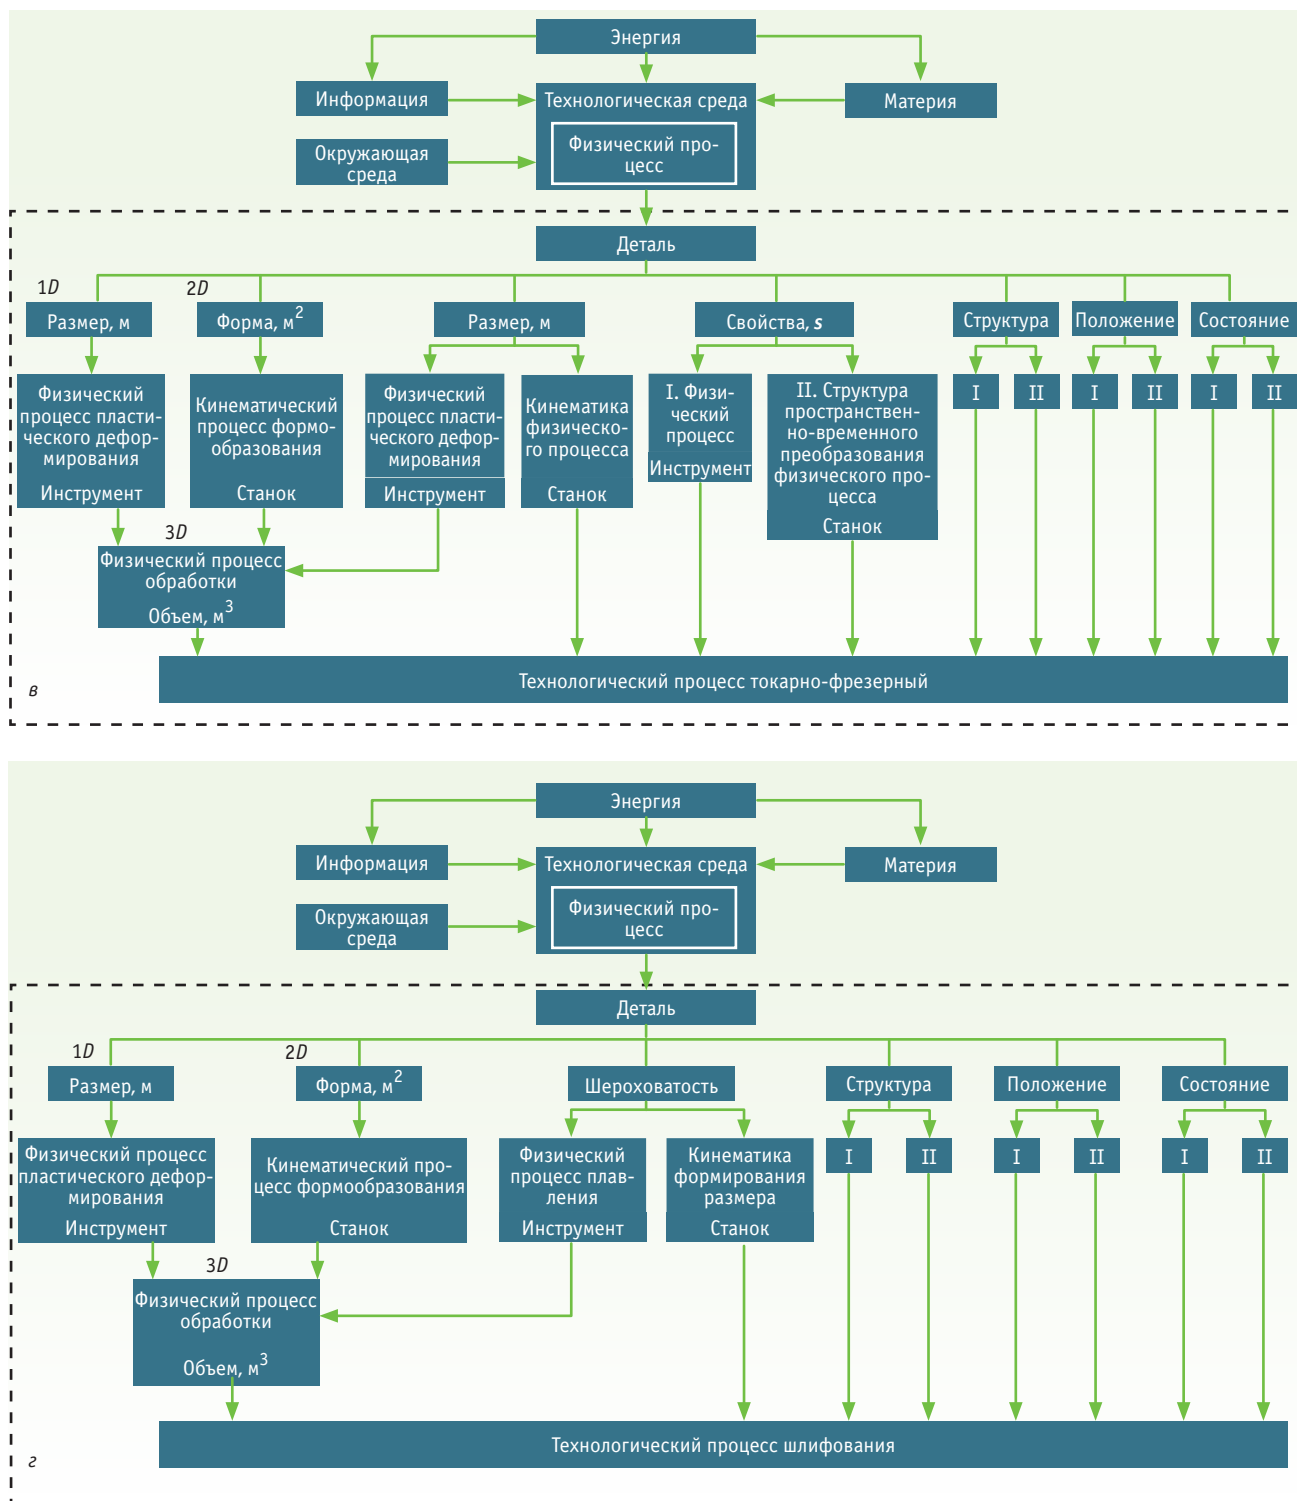 Энергия
Информация
Технологическая среда
Материя
Окружающая
среда
Физический про-
цесс
Деталь
1D
2D
Размер, м
Форма, м²
Размер, м
Свойства, s
Структура
Положение
Состояние
Физический
процесс пласти-
ческого дефор-
мирования
Инструмент
Кинематический
процесс формо-
образования
Станок
Физический
процесс пласти-
ческого дефор-
мирования
Инструмент
Кинематика
физическо-
го процесса
Станок
I. Физи-
ческий
процесс
Инструмент
II. Структура
пространствен-
но-временного
преобразования
физического про-
цесса
Станок
I
II
I
II
I
II
3D
Физический процесс
обработки
Объем, м³
Технологический процесс токарно-фрезерный
в
Энергия
Информация
Технологическая среда
Материя
Окружающая
среда
Физический про-
цесс
Деталь
1D
2D
Размер, м
Форма, м²
Шероховатость
Структура
Положение
Состояние
Физический процесс
пластического дефор-
мирования
Инструмент
Кинематический про-
цесс формообразования
Станок
Физический
процесс плав-
ления
Инструмент
Кинематика
формирования
размера
Станок
I
II
I
II
I
II
3D
Физический процесс
обработки
Объем, м³
Технологический процесс шлифования
г